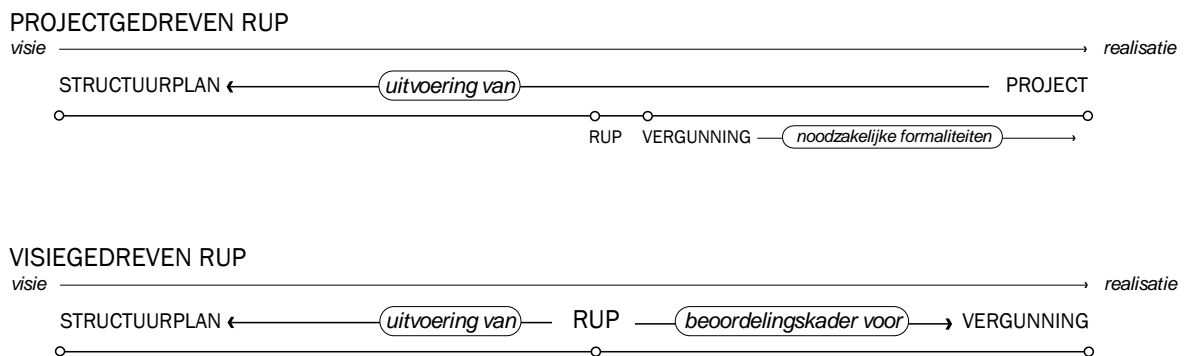 PROJECTGEDREVEN RUP
visie realisatie
STRUCTUURPLAN uitvoering van PROJECT
RUP VERGUNNING noodzakelijke formaliteiten
VISIEGEDREVEN RUP
visie realisatie
STRUCTUURPLAN uitvoering van RUP beoordelingskader voor VERGUNNING